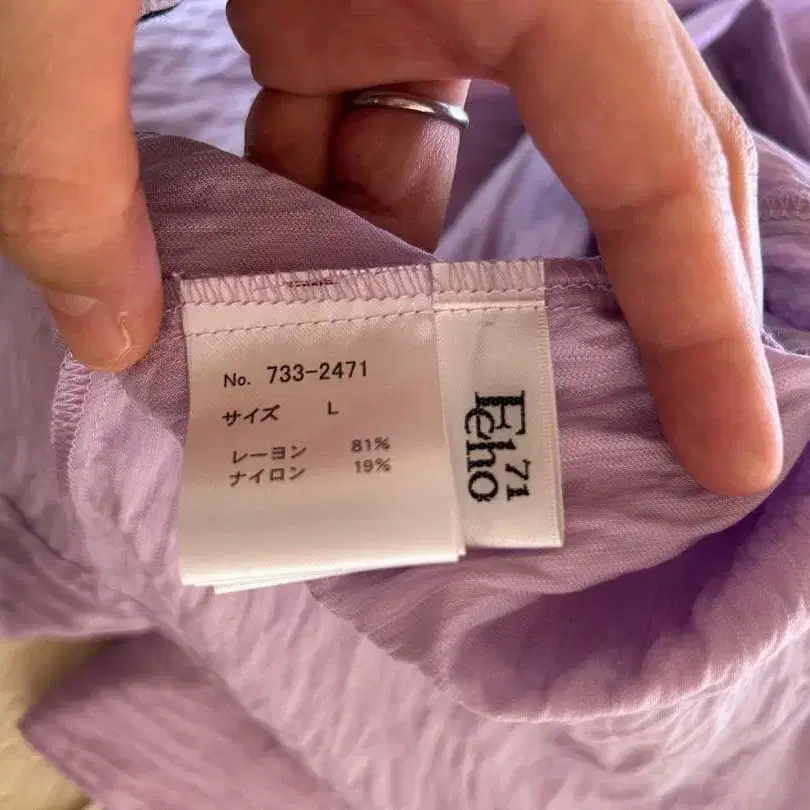 No. 733-2471
サイズ L
レーヨン 81%
ナイロン 19%
Echo
71